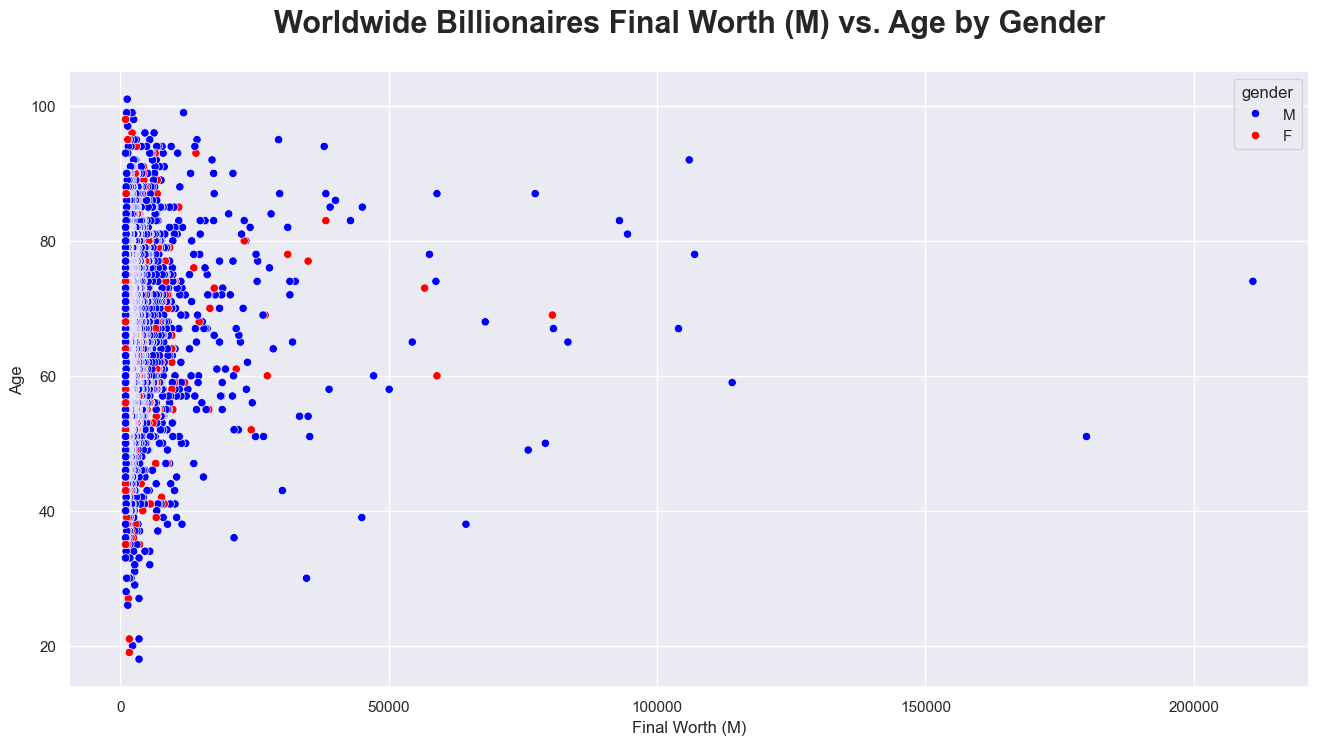 Worldwide Billionaires Final Worth (M) vs. Age by Gender
gender
M
F
100
80
60
40
20
Age
0 50000 100000 150000 200000
Final Worth (M)